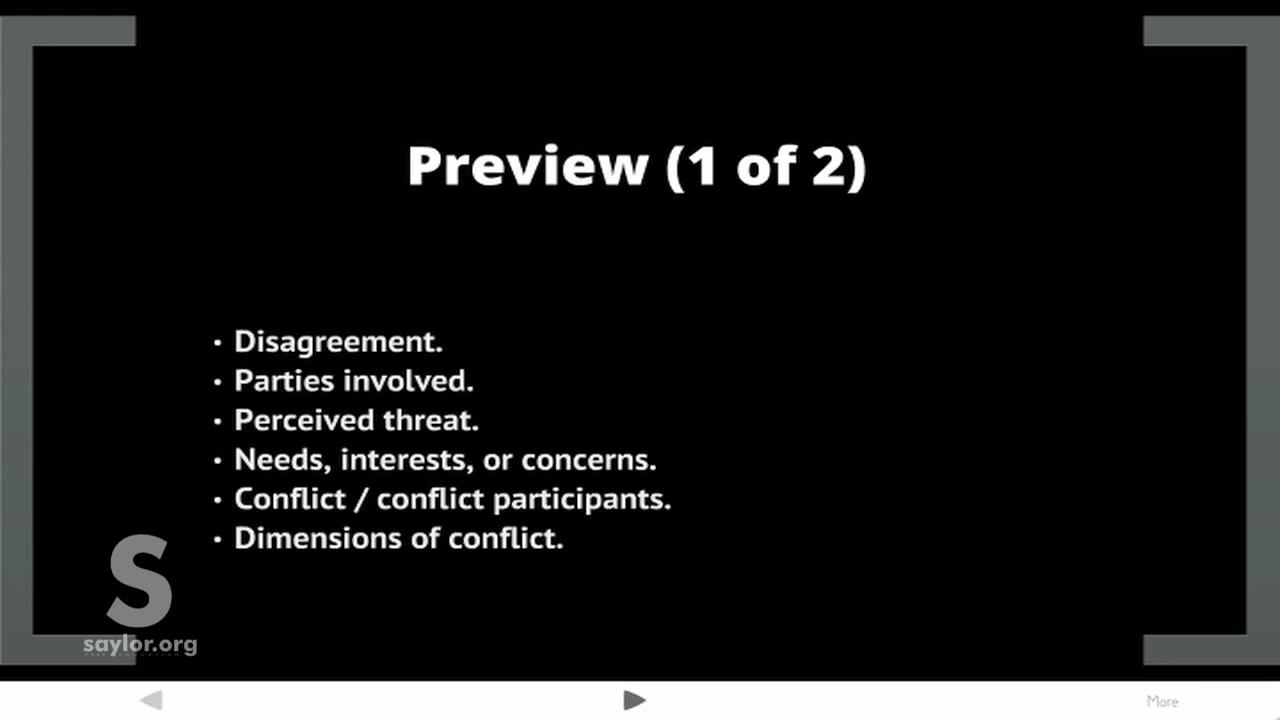 Preview (1 of 2)
• Disagreement.
• Parties involved.
• Perceived threat.
• Needs, interests, or concerns.
• Conflict / conflict participants.
• Dimensions of conflict.
S
saylor.org
More